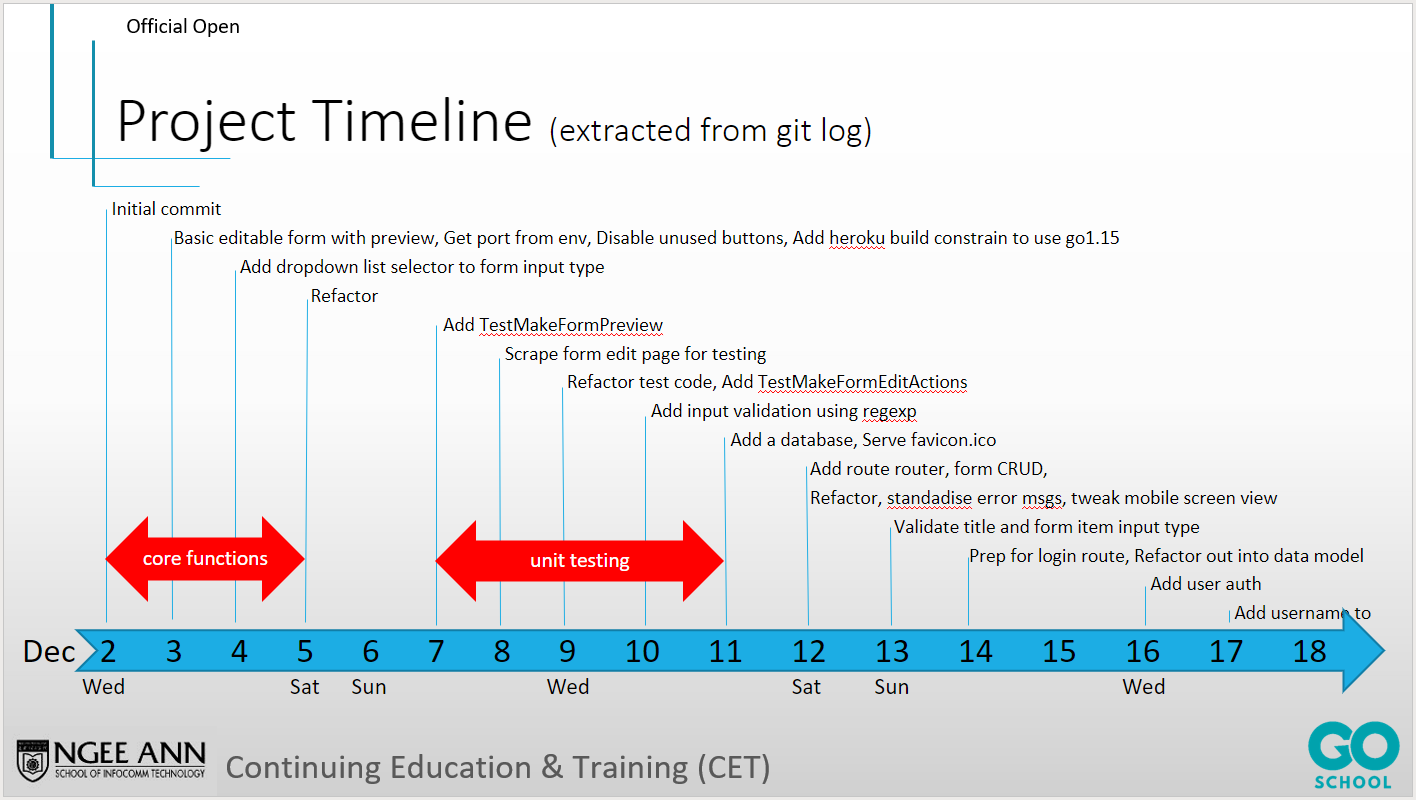 Official Open
Project Timeline (extracted from git log)
Initial commit
Basic editable form with preview, Get port from env, Disable unused buttons, Add heroku build constrain to use go1.15
Add dropdown list selector to form input type
Refactor
Add TestMakeFormPreview
Scrape form edit page for testing
Refactor test code, Add TestMakeFormEditActions
Add input validation using regexp
Add a database, Serve favicon.ico
Add route router, form CRUD,
Refactor, standadise error msgs, tweak mobile screen view
Validate title and form item input type
Prep for login route, Refactor out into data model
Add user auth
Add username to
core functions
unit testing
Dec 2 3 4 5 6 7 8 9 10 11 12 13 14 15 16 17 18
Wed Sat Sun Wed Sat Sun Wed
NGEE ANN
SCHOOL OF INFOCOMM TECHNOLOGY
Continuing Education & Training (CET)
GO
SCHOOL